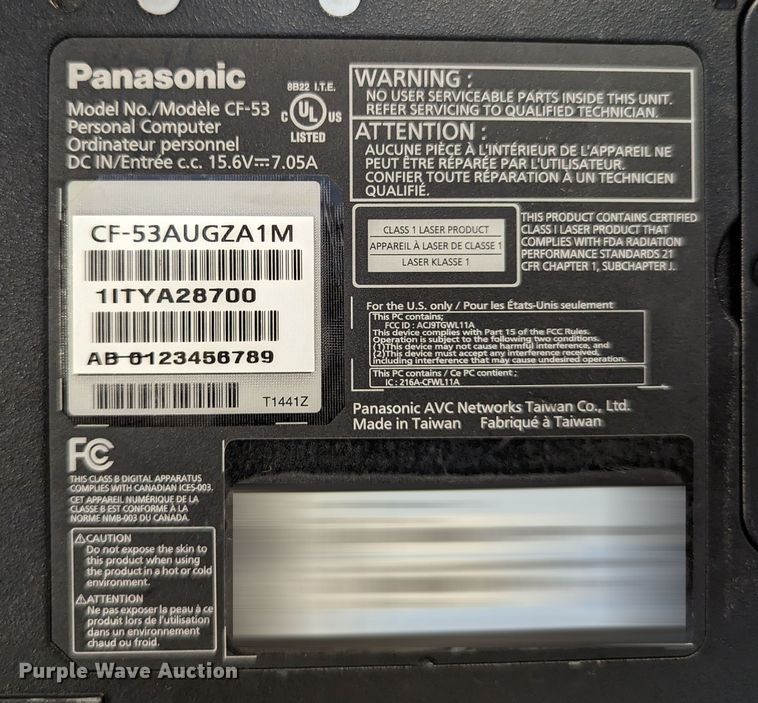 Panasonic
Model No./Modèle CF-53
Personal Computer
Ordinateur personnel
DC IN/Entrée c.c. 15.6V⎓7.05A
8B22 I.T.E.
C UL US
LISTED
WARNING :
NO USER SERVICEABLE PARTS INSIDE THIS UNIT.
REFER SERVICING TO QUALIFIED TECHNICIAN.
ATTENTION :
AUCUNE PIÈCE À L'INTÉRIEUR DE L'APPAREIL NE
PEUT ÊTRE RÉPARÉE PAR L'UTILISATEUR.
CONFIER TOUTE RÉPARATION À UN TECHNICIEN
QUALIFIÉ.
CF-53AUGZA1M
1ITYA28700
AB 0123456789
T1441Z
CLASS 1 LASER PRODUCT
APPAREIL À LASER DE CLASSE 1
LASER KLASSE 1
THIS PRODUCT CONTAINS CERTIFIED
CLASS I LASER PRODUCT THAT
COMPLIES WITH FDA RADIATION
PERFORMANCE STANDARDS 21
CFR CHAPTER 1, SUBCHAPTER J.
For the U.S. only / Pour les États-Unis seulement
This PC contains;
FCC ID : ACJ9TGWL11A
This device complies with Part 15 of the FCC Rules.
Operation is subject to the following two conditions.
(1)This device may not cause harmful interference, and
(2)This device must accept any interference received,
including interference that may cause undesired operation.
This PC contains / Ce PC contient ;
IC : 216A-CFWL11A
Panasonic AVC Networks Taiwan Co., Ltd.
Made in Taiwan Fabriqué à Taiwan
FC
THIS CLASS B DIGITAL APPARATUS
COMPLIES WITH CANADIAN ICES-003.
CET APPAREIL NUMÉRIQUE DE LA
CLASSE B EST CONFORME À LA
NORME NMB-003 DU CANADA.
CAUTION
Do not expose the skin to
this product when using
the product in a hot or cold
environment.
ATTENTION
Ne pas exposer la peau à ce
produit lors de l'utilisation
dans un environnement
chaud ou froid.
Purple Wave Auction